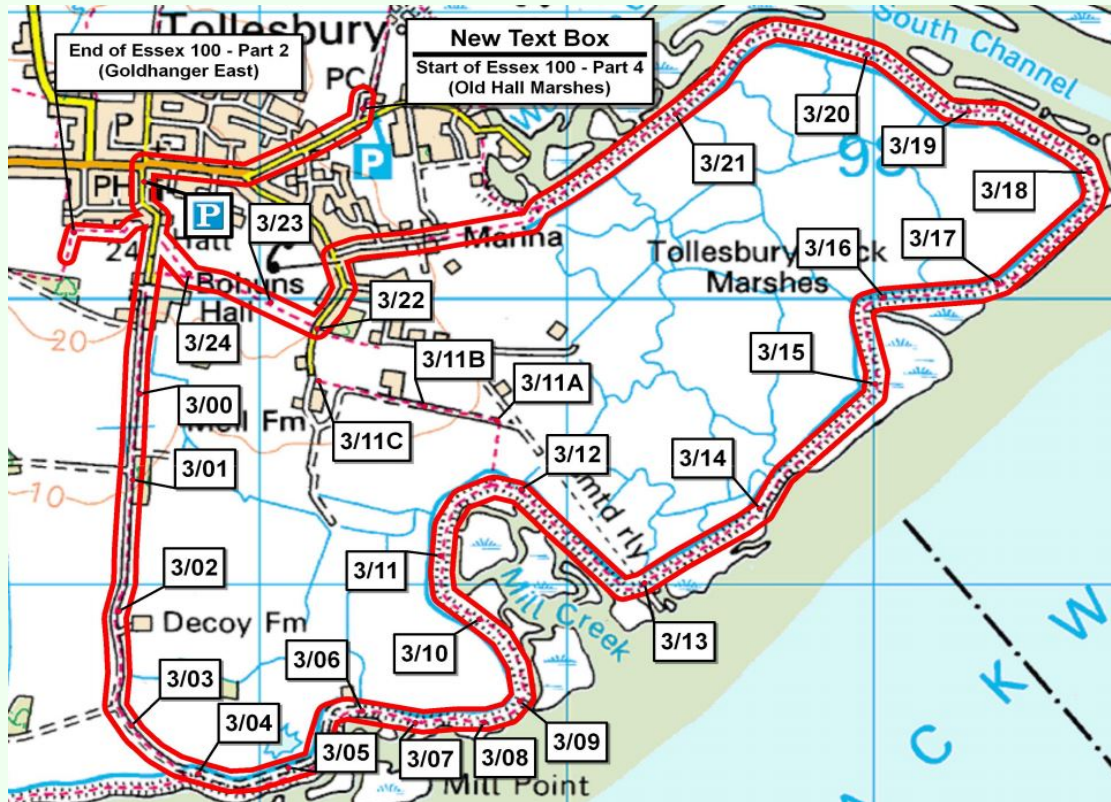 Tollesbury
End of Essex 100 - Part 2
(Goldhanger East)
New Text Box
Start of Essex 100 - Part 4
(Old Hall Marshes)
PC
South Channel
P
P
3/20
98
3/19
3/21
3/18
PH
P
3/23
Marina
24
Hall
3/16
3/17
Tollesbury Wick
Marshes
Bohuns
Hall
3/22
20
3/24
3/15
3/11B
3/11A
3/00
Fm
3/11C
3/12
3/01
3/14
10
mtd rly
3/02
3/11
Mill Creek
Decoy Fm
3/10
3/13
3/06
3/03
3/04
3/05
3/07
3/08
3/09
Mill Point
A C K W